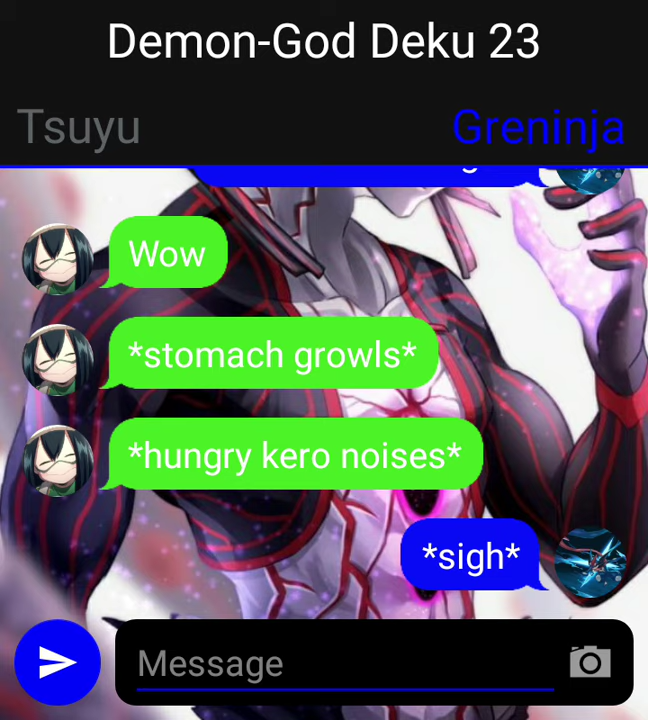 Demon-God Deku 23
Tsuyu
Greninja
Wow
*stomach growls*
*hungry kero noises*
*sigh*
Message